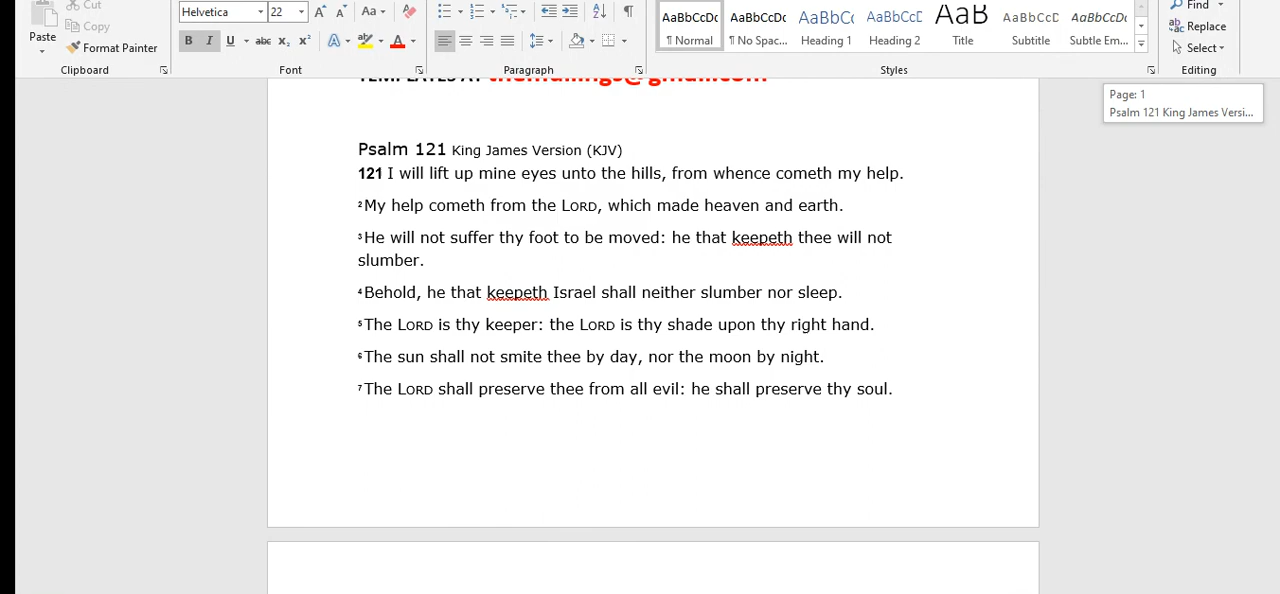 Cut
Find
Helvetica 22 Aa
AaBbCcDc AaBbCcDc AaBbCc AaBbCcE AaB AaBbCcD AaBbCcDc
Copy
Replace
Paste
B I U abc x₂ x² A A
¶ Normal ¶ No Spac... Heading 1 Heading 2 Title Subtitle Subtle Em...
Format Painter
Select
Clipboard Font Paragraph Styles Editing
Page: 1
Psalm 121 King James Versi...
Psalm 121 King James Version (KJV)
121 I will lift up mine eyes unto the hills, from whence cometh my help.
2 My help cometh from the LORD, which made heaven and earth.
3 He will not suffer thy foot to be moved: he that keepeth thee will not
slumber.
4 Behold, he that keepeth Israel shall neither slumber nor sleep.
5 The LORD is thy keeper: the LORD is thy shade upon thy right hand.
6 The sun shall not smite thee by day, nor the moon by night.
7 The LORD shall preserve thee from all evil: he shall preserve thy soul.